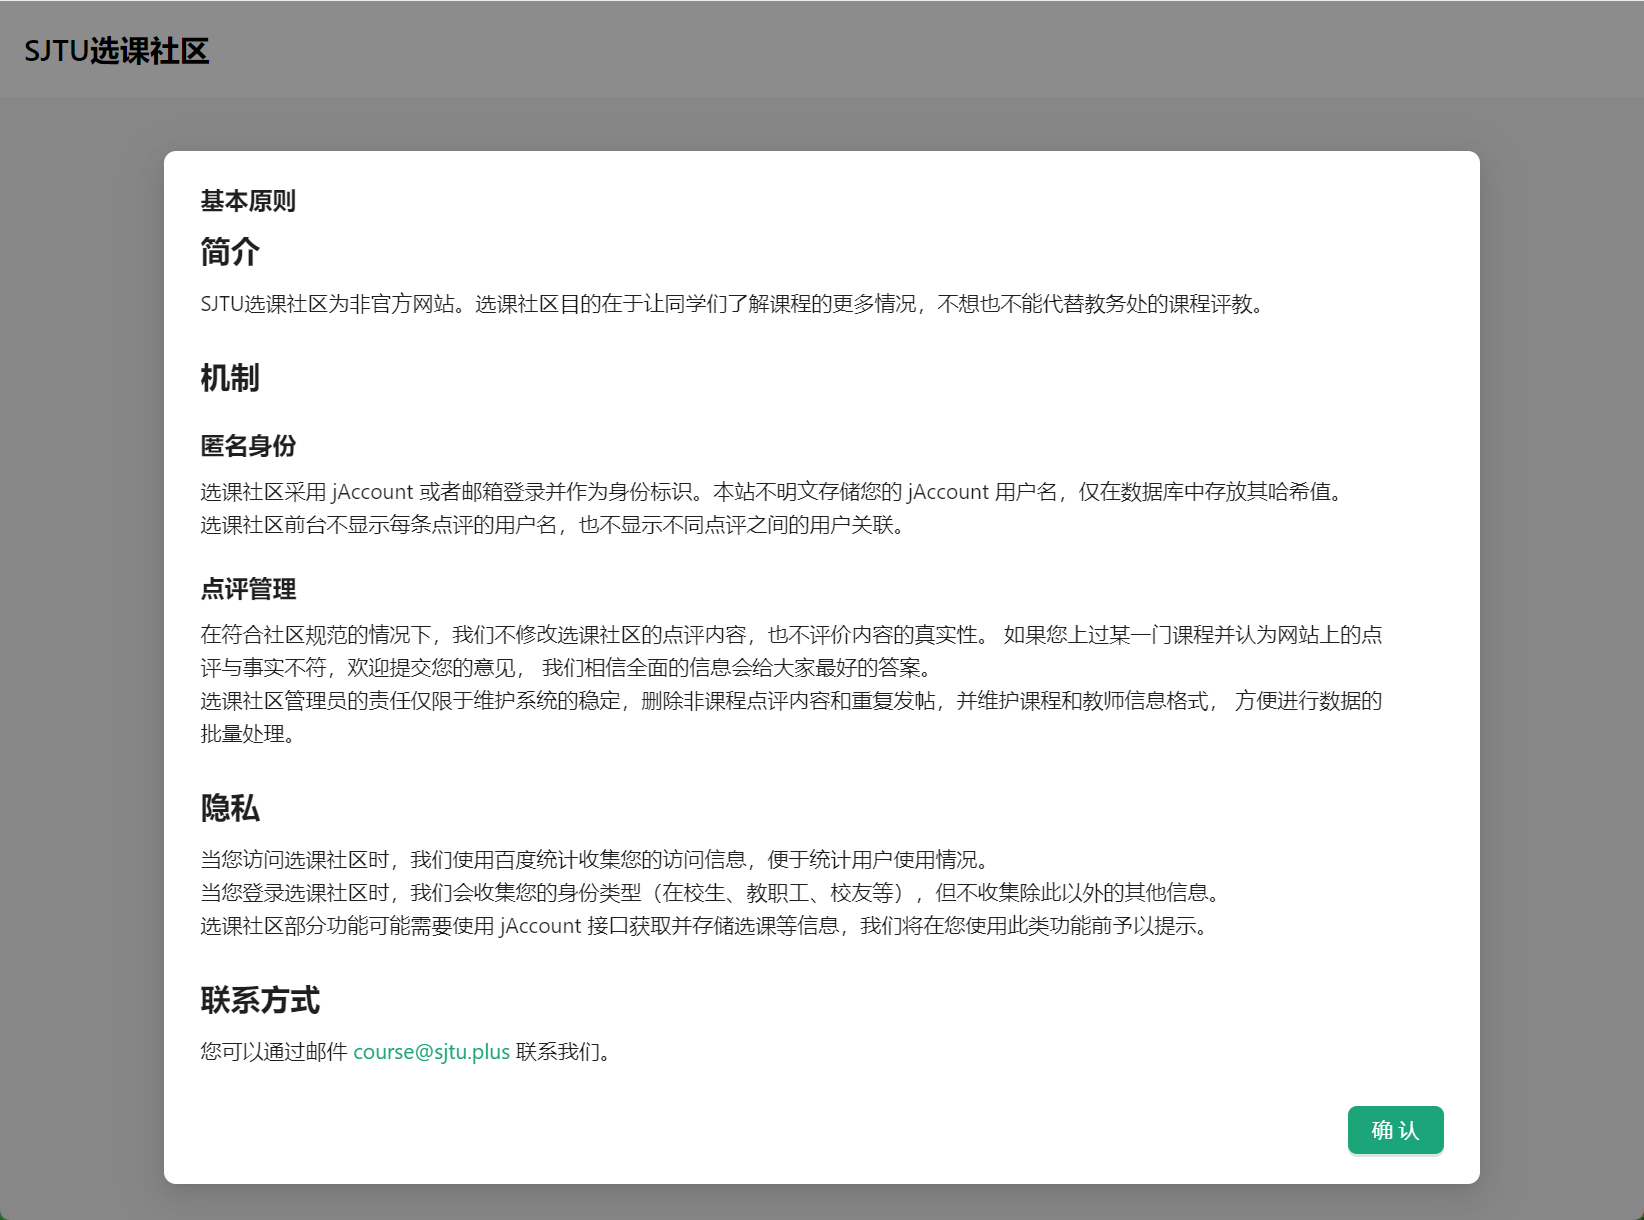 SJTU选课社区
基本原则
简介
SJTU选课社区为非官方网站。选课社区目的在于让同学们了解课程的更多情况，不想也不能代替教务处的课程评教。
机制
匿名身份
选课社区采用 jAccount 或者邮箱登录并作为身份标识。本站不明文存储您的 jAccount 用户名，仅在数据库中存放其哈希值。
选课社区前台不显示每条点评的用户名，也不显示不同点评之间的用户关联。
点评管理
在符合社区规范的情况下，我们不修改选课社区的点评内容，也不评价内容的真实性。 如果您上过某一门课程并认为网站上的点
评与事实不符，欢迎提交您的意见， 我们相信全面的信息会给大家最好的答案。
选课社区管理员的责任仅限于维护系统的稳定，删除非课程点评内容和重复发帖，并维护课程和教师信息格式， 方便进行数据的
批量处理。
隐私
当您访问选课社区时，我们使用百度统计收集您的访问信息，便于统计用户使用情况。
当您登录选课社区时，我们会收集您的身份类型（在校生、教职工、校友等），但不收集除此以外的其他信息。
选课社区部分功能可能需要使用 jAccount 接口获取并存储选课等信息，我们将在您使用此类功能前予以提示。
联系方式
您可以通过邮件 course@sjtu.plus 联系我们。
确 认